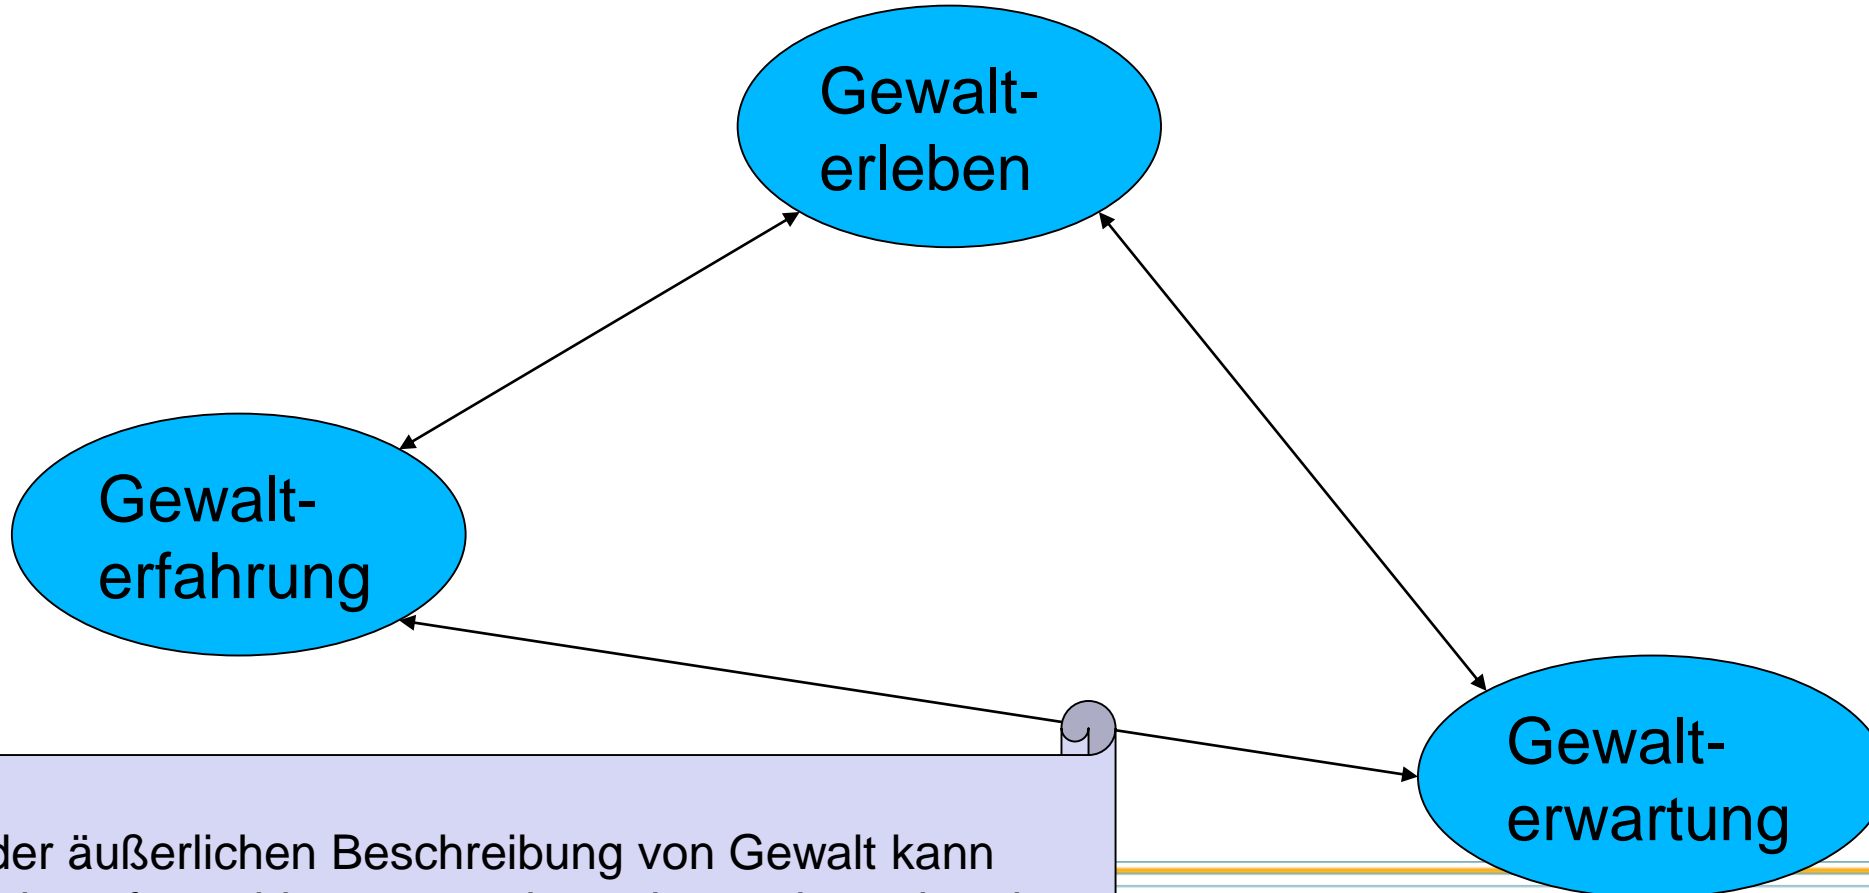 Gewalt-
erleben
Gewalt-
erfahrung
Gewalt-
erwartung
der äußerlichen Beschreibung von Gewalt kann